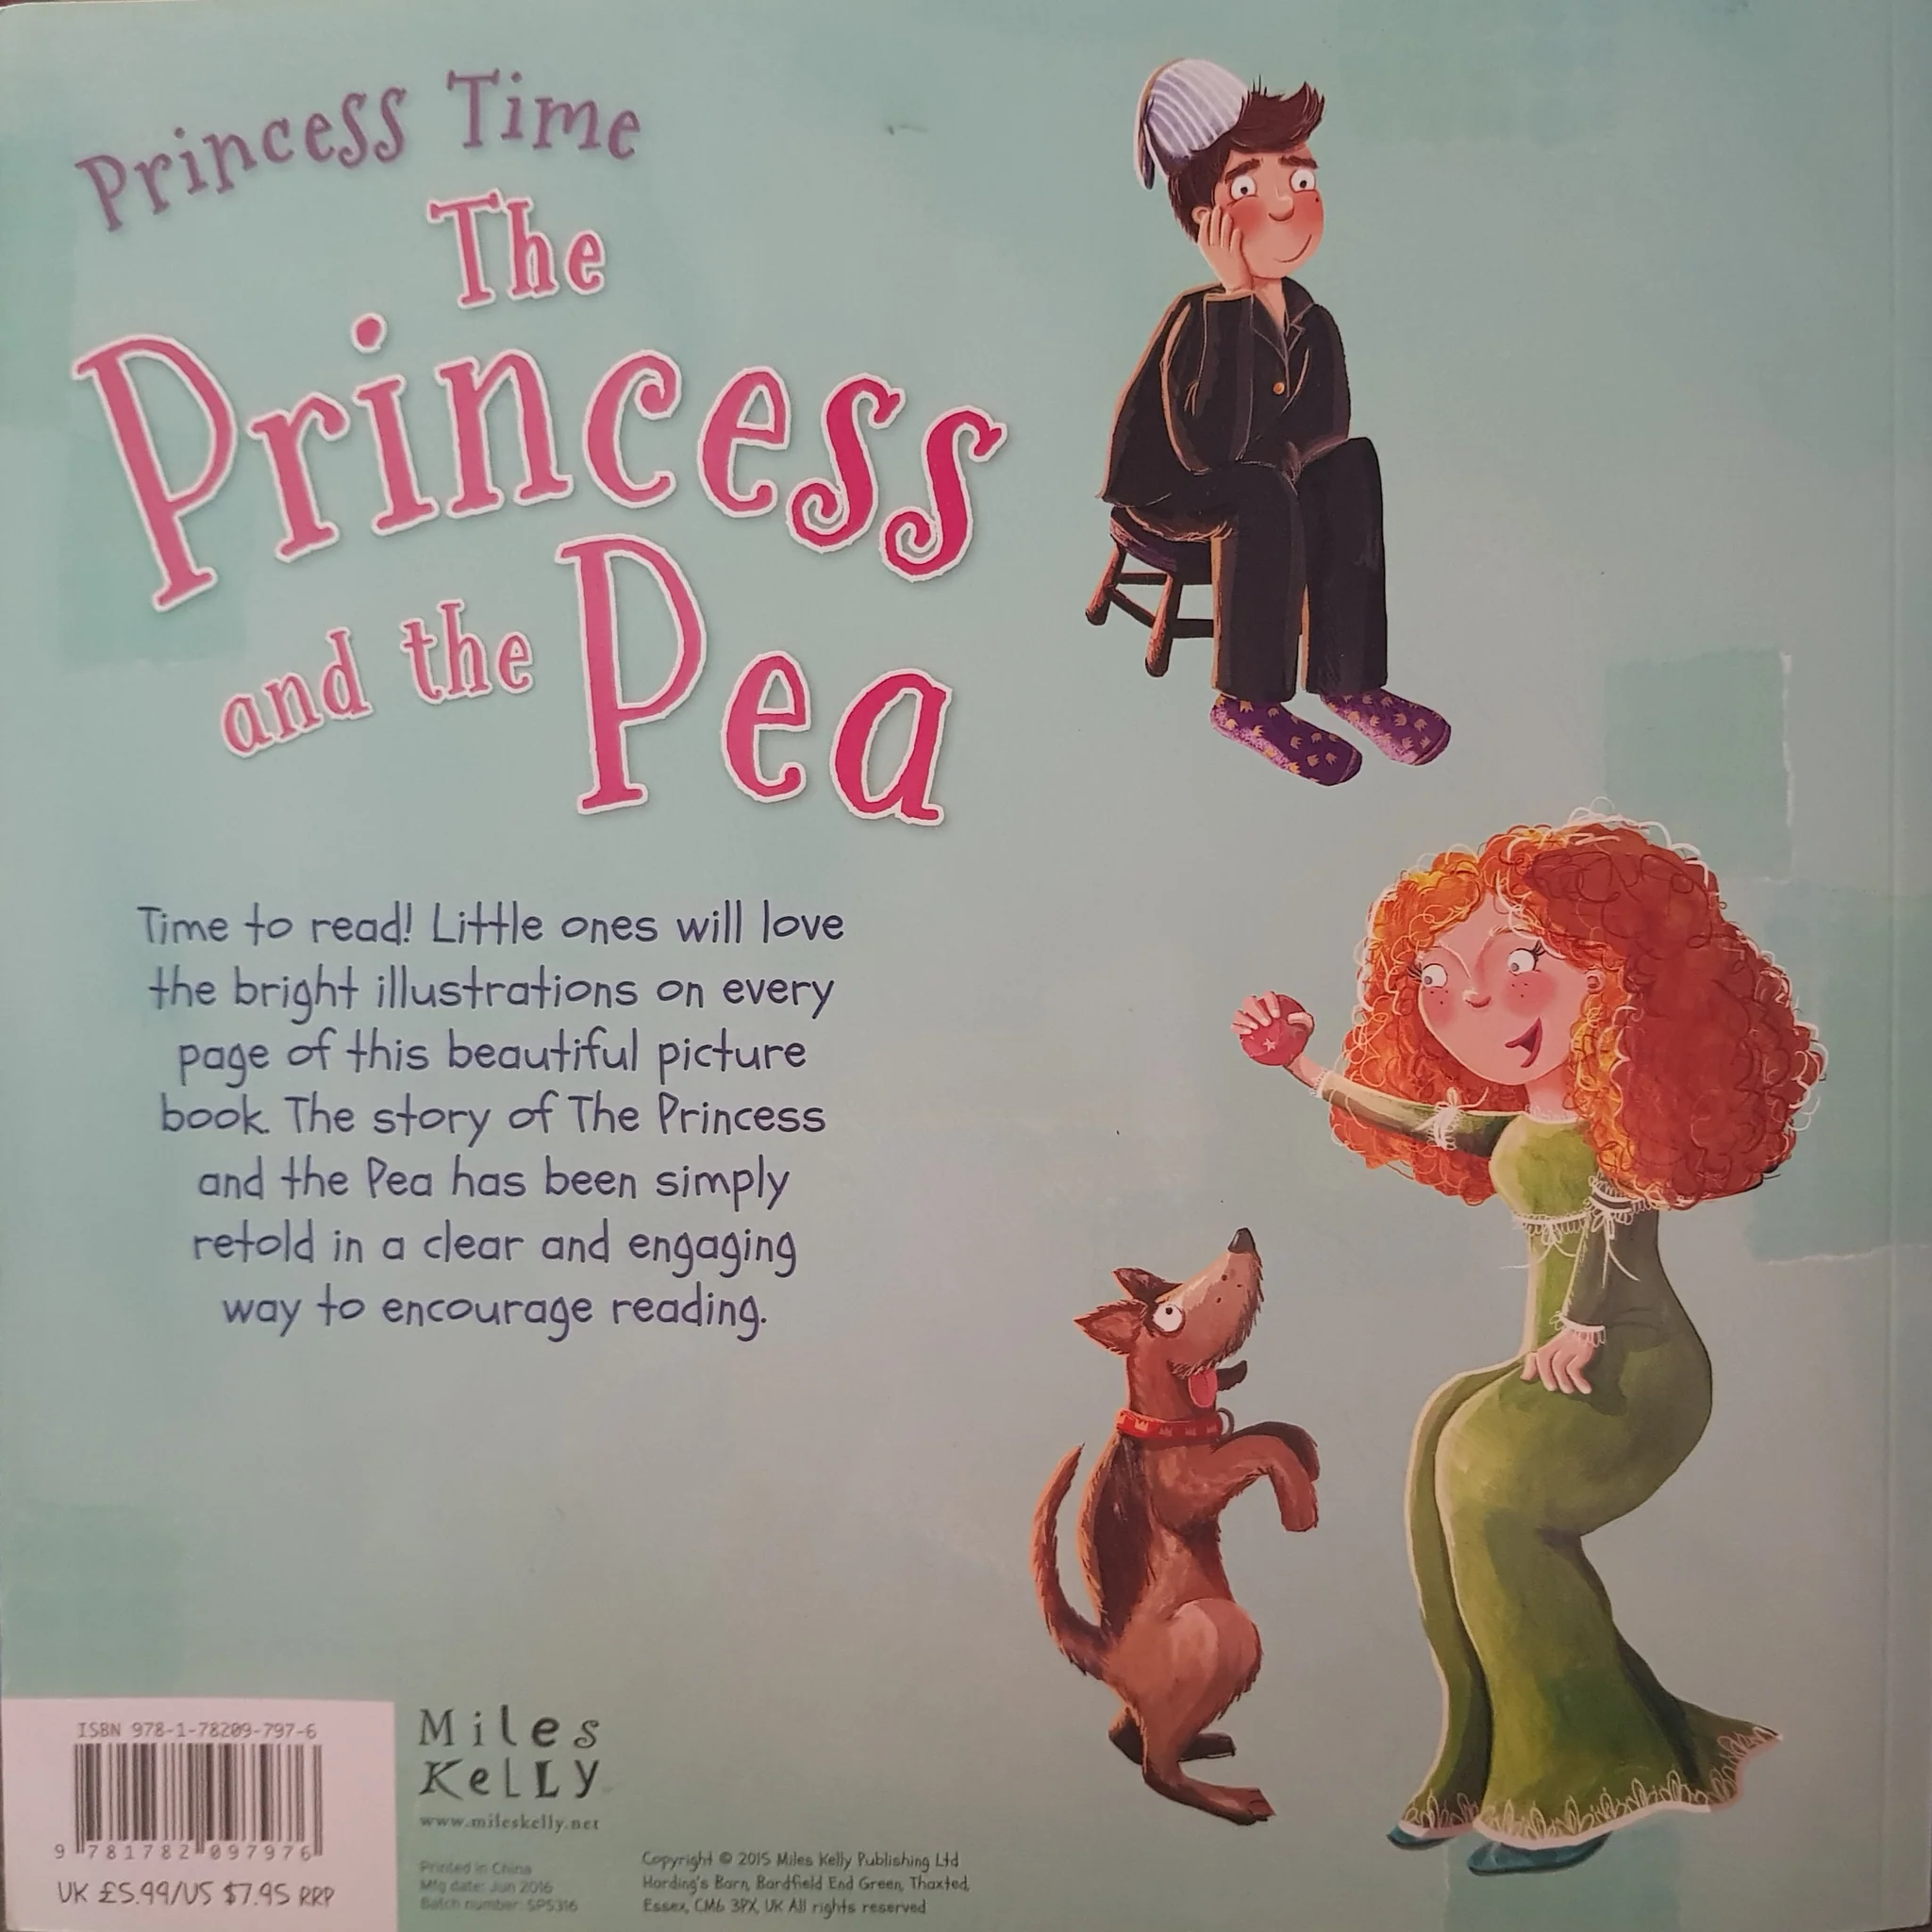 Princess Time
The
Princess
and the Pea
Time to read! Little ones will love
the bright illustrations on every
page of this beautiful picture
book. The story of The Princess
and the Pea has been simply
retold in a clear and engaging
way to encourage reading.
ISBN 978-1-78209-797-6
9 781782 097976
UK £5.99/US $7.95 RRP
Miles
Kelly
www.mileskelly.net
Printed in China
Mfg date: Jun 2016
Batch number: SPS316
Copyright © 2015 Miles Kelly Publishing Ltd
Harding's Barn, Bardfield End Green, Thaxted,
Essex, CM6 3PX, UK All rights reserved